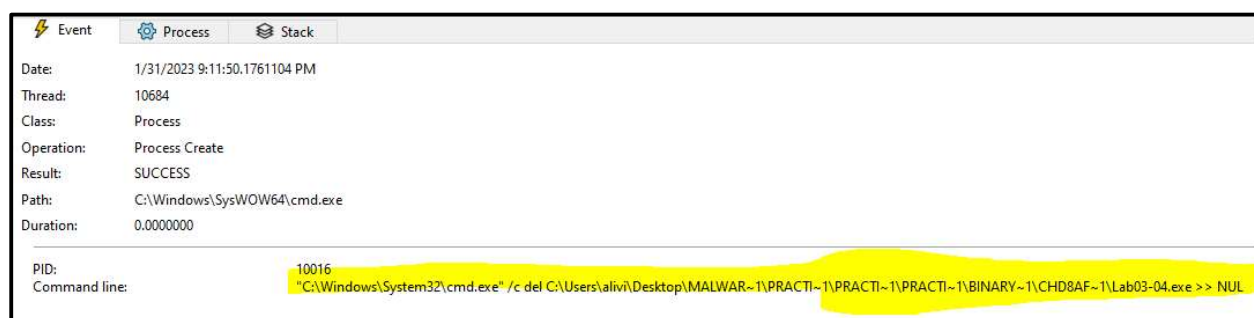 Event Process Stack
Date: 1/31/2023 9:11:50.1761104 PM
Thread: 10684
Class: Process
Operation: Process Create
Result: SUCCESS
Path: C:\Windows\SysWOW64\cmd.exe
Duration: 0.0000000
PID: 10016
Command line: "C:\Windows\System32\cmd.exe" /c del C:\Users\alivi\Desktop\MALWAR~1\PRACTI~1\PRACTI~1\PRACTI~1\BINARY~1\CHD8AF~1\Lab03-04.exe >> NUL